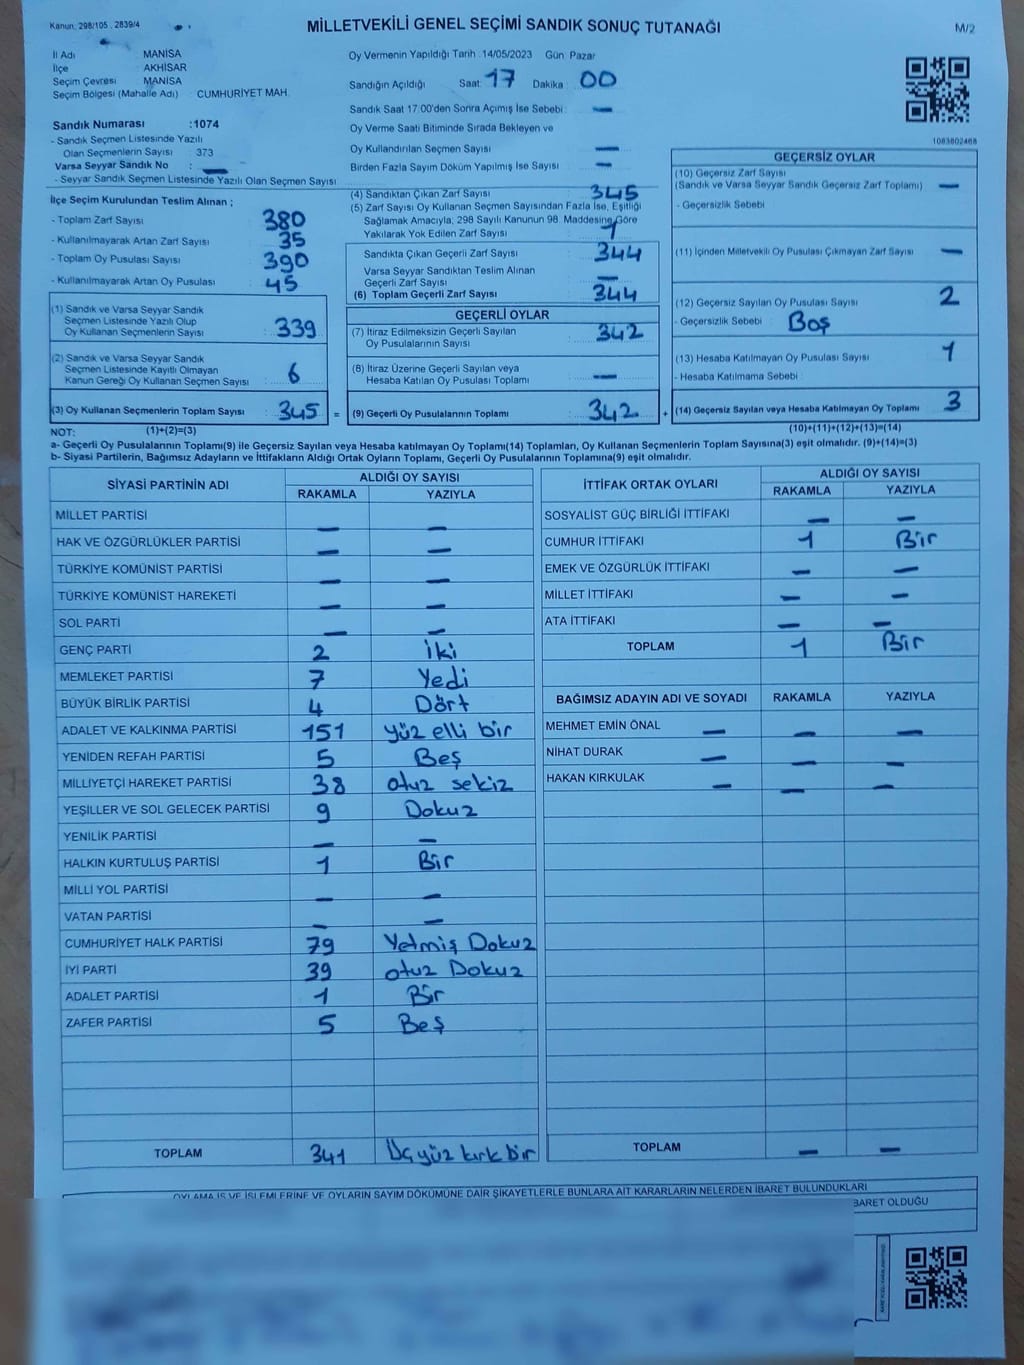 Kanun: 298/105, 2839/4
MİLLETVEKİLİ GENEL SEÇİMİ SANDIK SONUÇ TUTANAĞI
M/2
İl Adı : MANİSA
İlçe : AKHİSAR
Seçim Çevresi : MANİSA
Seçim Bölgesi (Mahalle Adı) : CUMHURİYET MAH.
Sandık Numarası :1074
- Sandık Seçmen Listesinde Yazılı
Olan Seçmenlerin Sayısı : 373
Varsa Seyyar Sandık No : —
- Seyyar Sandık Seçmen Listesinde Yazılı Olan Seçmen Sayısı
Oy Vermenin Yapıldığı Tarih : 14/05/2023 Gün: Pazar
Sandığın Açıldığı Saat: 17 Dakika : 00
Sandık Saat 17:00'den Sonra Açımış İse Sebebi: —
Oy Verme Saati Bitiminde Sırada Bekleyen ve
Oy Kullandırılan Seçmen Sayısı : —
Birden Fazla Sayım Döküm Yapılmış İse Sayısı : —
1083802468
İlçe Seçim Kurulundan Teslim Alınan ;
- Toplam Zarf Sayısı : 380
- Kullanılmayarak Artan Zarf Sayısı : 35
- Toplam Oy Pusulası Sayısı : 390
- Kullanılmayarak Artan Oy Pusulası : 45
(1) Sandık ve Varsa Seyyar Sandık
Seçmen Listesinde Yazılı Olup
Oy Kullanan Seçmenlerin Sayısı : 339
(2) Sandık ve Varsa Seyyar Sandık
Seçmen Listesinde Kayıtlı Olmayan
Kanun Gereği Oy Kullanan Seçmen Sayısı : 6
(3) Oy Kullanan Seçmenlerin Toplam Sayısı : 345 =
(4) Sandıktan Çıkan Zarf Sayısı : 345
(5) Zarf Sayısı Oy Kullanan Seçmen Sayısından Fazla İse, Eşitliği
Sağlamak Amacıyla, 298 Sayılı Kanunun 98. Maddesine Göre
Yakılarak Yok Edilen Zarf Sayısı : 1
Sandıkta Çıkan Geçerli Zarf Sayısı : 344
Varsa Seyyar Sandıktan Teslim Alınan
Geçerli Zarf Sayısı : —
(6) Toplam Geçerli Zarf Sayısı : 344
GEÇERLİ OYLAR
(7) İtiraz Edilmeksizin Geçerli Sayılan
Oy Pusulalarının Sayısı : 342
(8) İtiraz Üzerine Geçerli Sayılan veya
Hesaba Katılan Oy Pusulası Toplamı : —
(9) Geçerli Oy Pusulalarının Toplamı : 342 +
GEÇERSİZ OYLAR
(10) Geçersiz Zarf Sayısı
(Sandık ve Varsa Seyyar Sandık Geçersiz Zarf Toplamı) : —
- Geçersizlik Sebebi :
(11) İçinden Milletvekili Oy Pusulası Çıkmayan Zarf Sayısı : —
(12) Geçersiz Sayılan Oy Pusulası Sayısı : 2
- Geçersizlik Sebebi : Boş
(13) Hesaba Katılmayan Oy Pusulası Sayısı : 1
- Hesaba Katılmama Sebebi :
(14) Geçersiz Sayılan veya Hesaba Katılmayan Oy Toplamı : 3
NOT: (1)+(2)=(3) (10)+(11)+(12)+(13)=(14)
a- Geçerli Oy Pusulalarının Toplamı(9) ile Geçersiz Sayılan veya Hesaba katılmayan Oy Toplamı(14) Toplamları, Oy Kullanan Seçmenlerin Toplam Sayısına(3) eşit olmalıdır. (9)+(14)=(3)
b- Siyasi Partilerin, Bağımsız Adayların ve İttifakların Aldığı Ortak Oyların Toplamı, Geçerli Oy Pusulalarının Toplamına(9) eşit olmalıdır.
SİYASİ PARTİNİN ADI ALDIĞI OY SAYISI
RAKAMLA YAZIYLA
MİLLET PARTİSİ — —
HAK VE ÖZGÜRLÜKLER PARTİSİ — —
TÜRKİYE KOMÜNİST PARTİSİ — —
TÜRKİYE KOMÜNİST HAREKETİ — —
SOL PARTİ — —
GENÇ PARTİ 2 İki
MEMLEKET PARTİSİ 7 Yedi
BÜYÜK BİRLİK PARTİSİ 4 Dört
ADALET VE KALKINMA PARTİSİ 151 yüz elli bir
YENİDEN REFAH PARTİSİ 5 Beş
MİLLİYETÇİ HAREKET PARTİSİ 38 otuz sekiz
YEŞİLLER VE SOL GELECEK PARTİSİ 9 Dokuz
YENİLİK PARTİSİ — —
HALKIN KURTULUŞ PARTİSİ 1 Bir
MİLLİ YOL PARTİSİ — —
VATAN PARTİSİ — —
CUMHURİYET HALK PARTİSİ 79 Yetmiş Dokuz
İYİ PARTİ 39 otuz Dokuz
ADALET PARTİSİ 1 Bir
ZAFER PARTİSİ 5 Beş
TOPLAM 341 Üç yüz kırk bir
İTTİFAK ORTAK OYLARI ALDIĞI OY SAYISI
RAKAMLA YAZIYLA
SOSYALİST GÜÇ BİRLİĞİ İTTİFAKI — —
CUMHUR İTTİFAKI 1 Bir
EMEK VE ÖZGÜRLÜK İTTİFAKI — —
MİLLET İTTİFAKI — —
ATA İTTİFAKI — —
TOPLAM 1 Bir
BAĞIMSIZ ADAYIN ADI VE SOYADI RAKAMLA YAZIYLA
MEHMET EMİN ÖNAL — — —
NİHAT DURAK — — —
HAKAN KIRKULAK — — —
TOPLAM — —
OYLAMA İŞ VE İŞLEMLERİNE VE OYLARIN SAYIM DÖKÜMÜNE DAİR ŞİKAYETLERLE BUNLARA AİT KARARLARIN NELERDEN İBARET BULUNDUKLARI
İBARET OLDUĞU